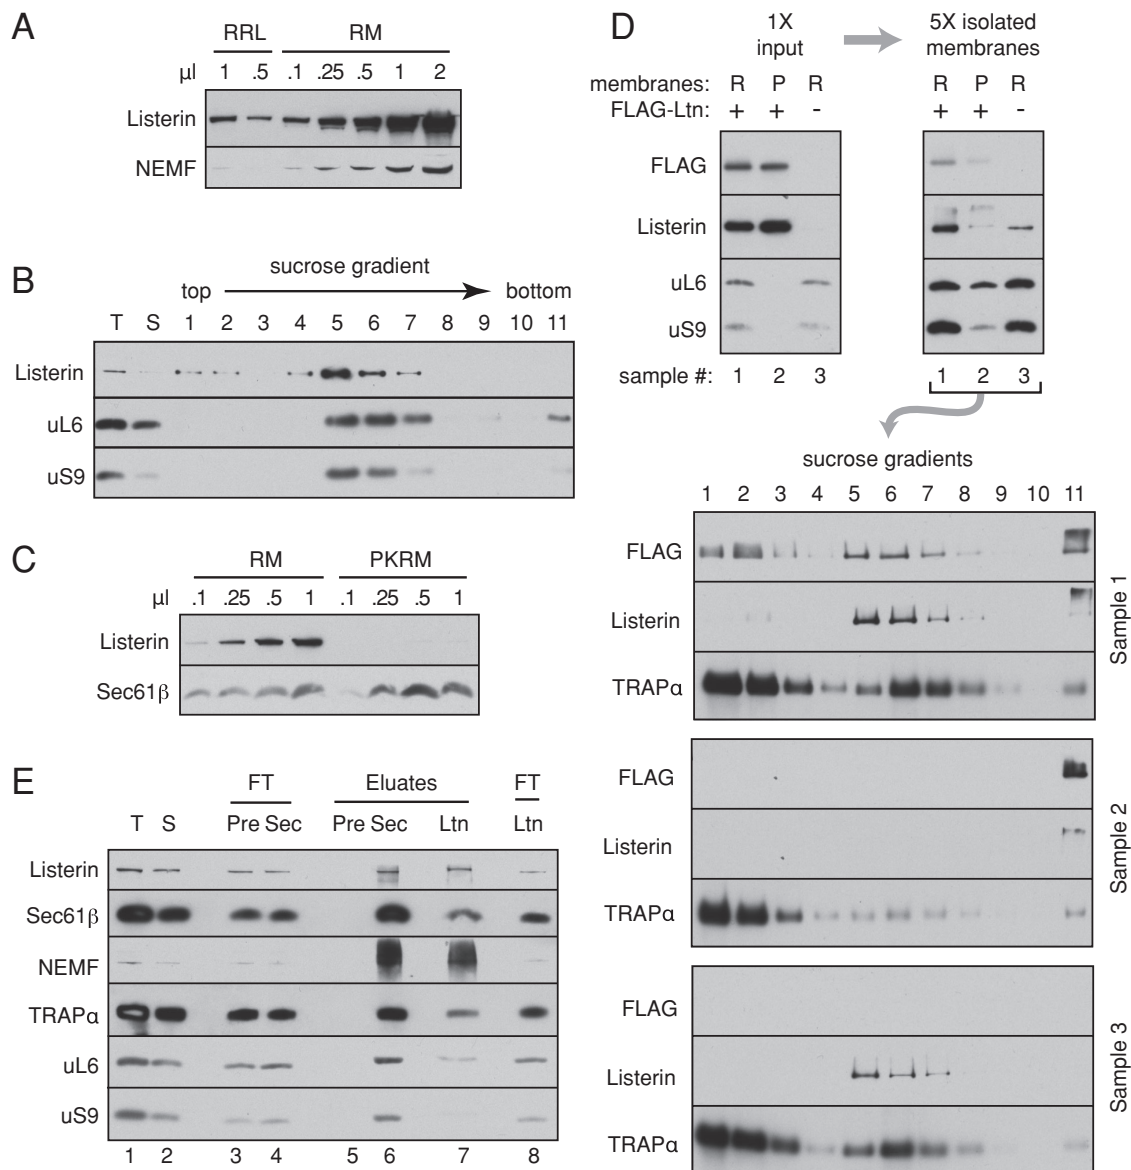 A
RRL RM
µl 1 .5 .1 .25 .5 1 2
Listerin
NEMF
B
sucrose gradient
top bottom
T S 1 2 3 4 5 6 7 8 9 10 11
Listerin
uL6
uS9
C
RM PKRM
µl .1 .25 .5 1 .1 .25 .5 1
Listerin
Sec61β
E
FT Eluates FT
T S Pre Sec Pre Sec Ltn Ltn
Listerin
Sec61β
NEMF
TRAPα
uL6
uS9
1 2 3 4 5 6 7 8
D
1X
input
5X isolated
membranes
membranes: R P R R P R
FLAG-Ltn: + + - + + -
FLAG
Listerin
uL6
uS9
sample #: 1 2 3 1 2 3
sucrose gradients
1 2 3 4 5 6 7 8 9 10 11
FLAG
Listerin
TRAPα
Sample 1
FLAG
Listerin
TRAPα
Sample 2
FLAG
Listerin
TRAPα
Sample 3